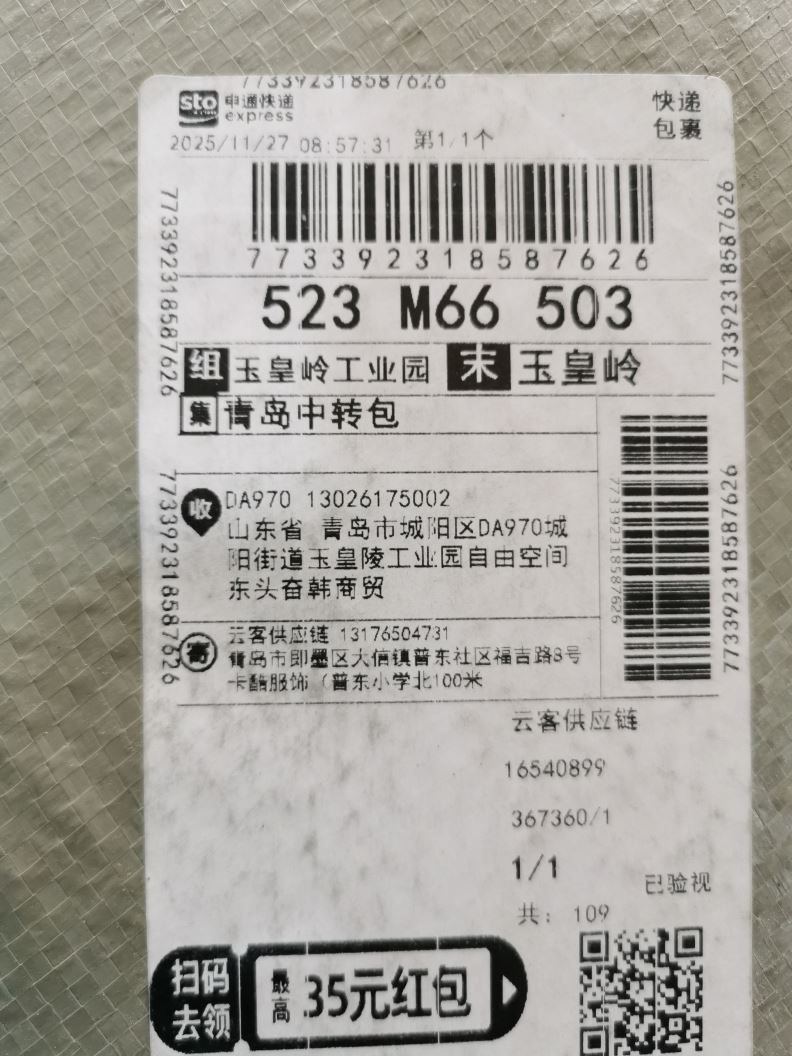 773392318587626
sto 申通快递
express
快递
包裹
2025/11/27 08:57:31 第1/1个
773392318587626
773392318587626
773392318587626
523 M66 503
组 玉皇岭工业园 末 玉皇岭
集 青岛中转包
收 DA970 13026175002
山东省 青岛市城阳区DA970城
阳街道玉皇陵工业园自由空间
东头奋韩商贸
773392318587626
773392318587626
773392318587626
寄 云客供应链 13176504731
青岛市即墨区大信镇普东社区福吉路8号
卡酷服饰（普东小学北100米
云客供应链
16540899
367360/1
1/1
已验视
共: 109
扫码
去领
最高
35元红包